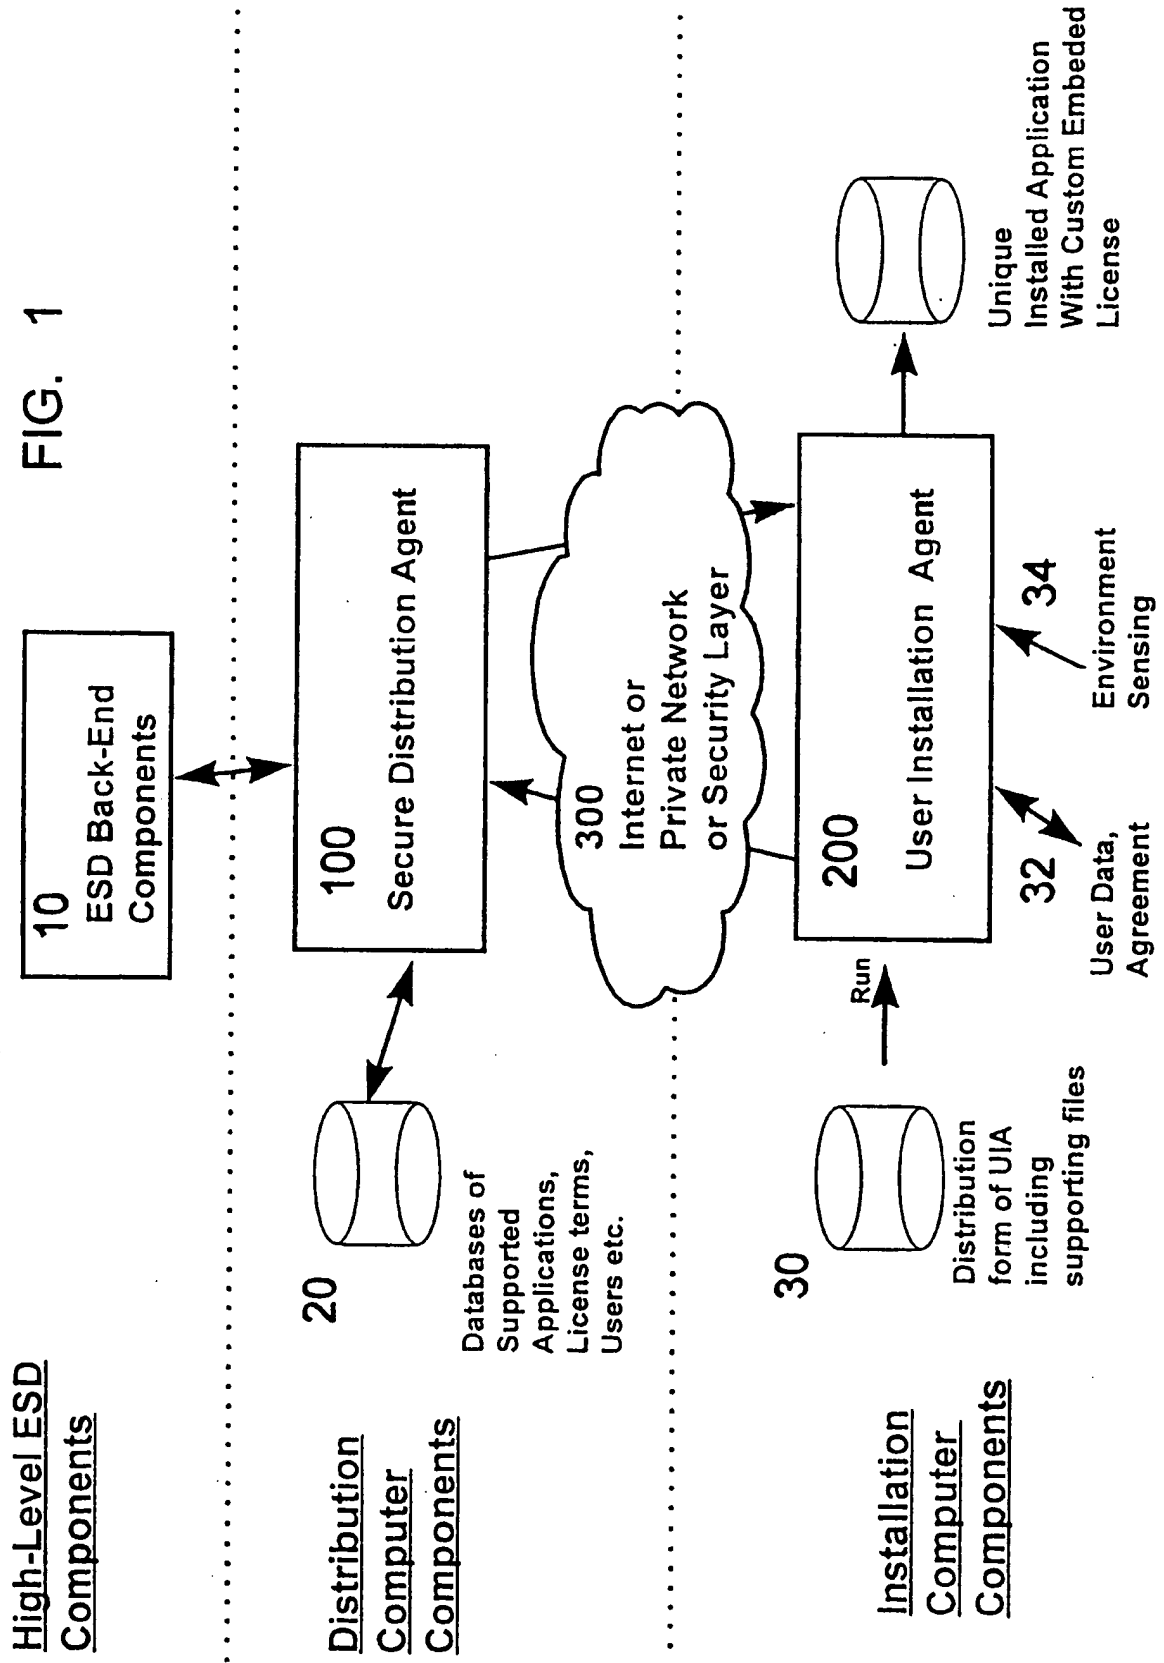 FIG. 1
High-Level ESD
Components
10
ESD Back-End
Components
Distribution
Computer
Components
20
Databases of
Supported
Applications,
License terms,
Users etc.
100
Secure Distribution Agent
300
Internet or
Private Network
or Security Layer
Installation
Computer
Components
30
Distribution
form of UIA
including
supporting files
Run
200
User Installation Agent
32
User Data,
Agreement
34
Environment
Sensing
Unique
Installed Application
With Custom Embeded
License